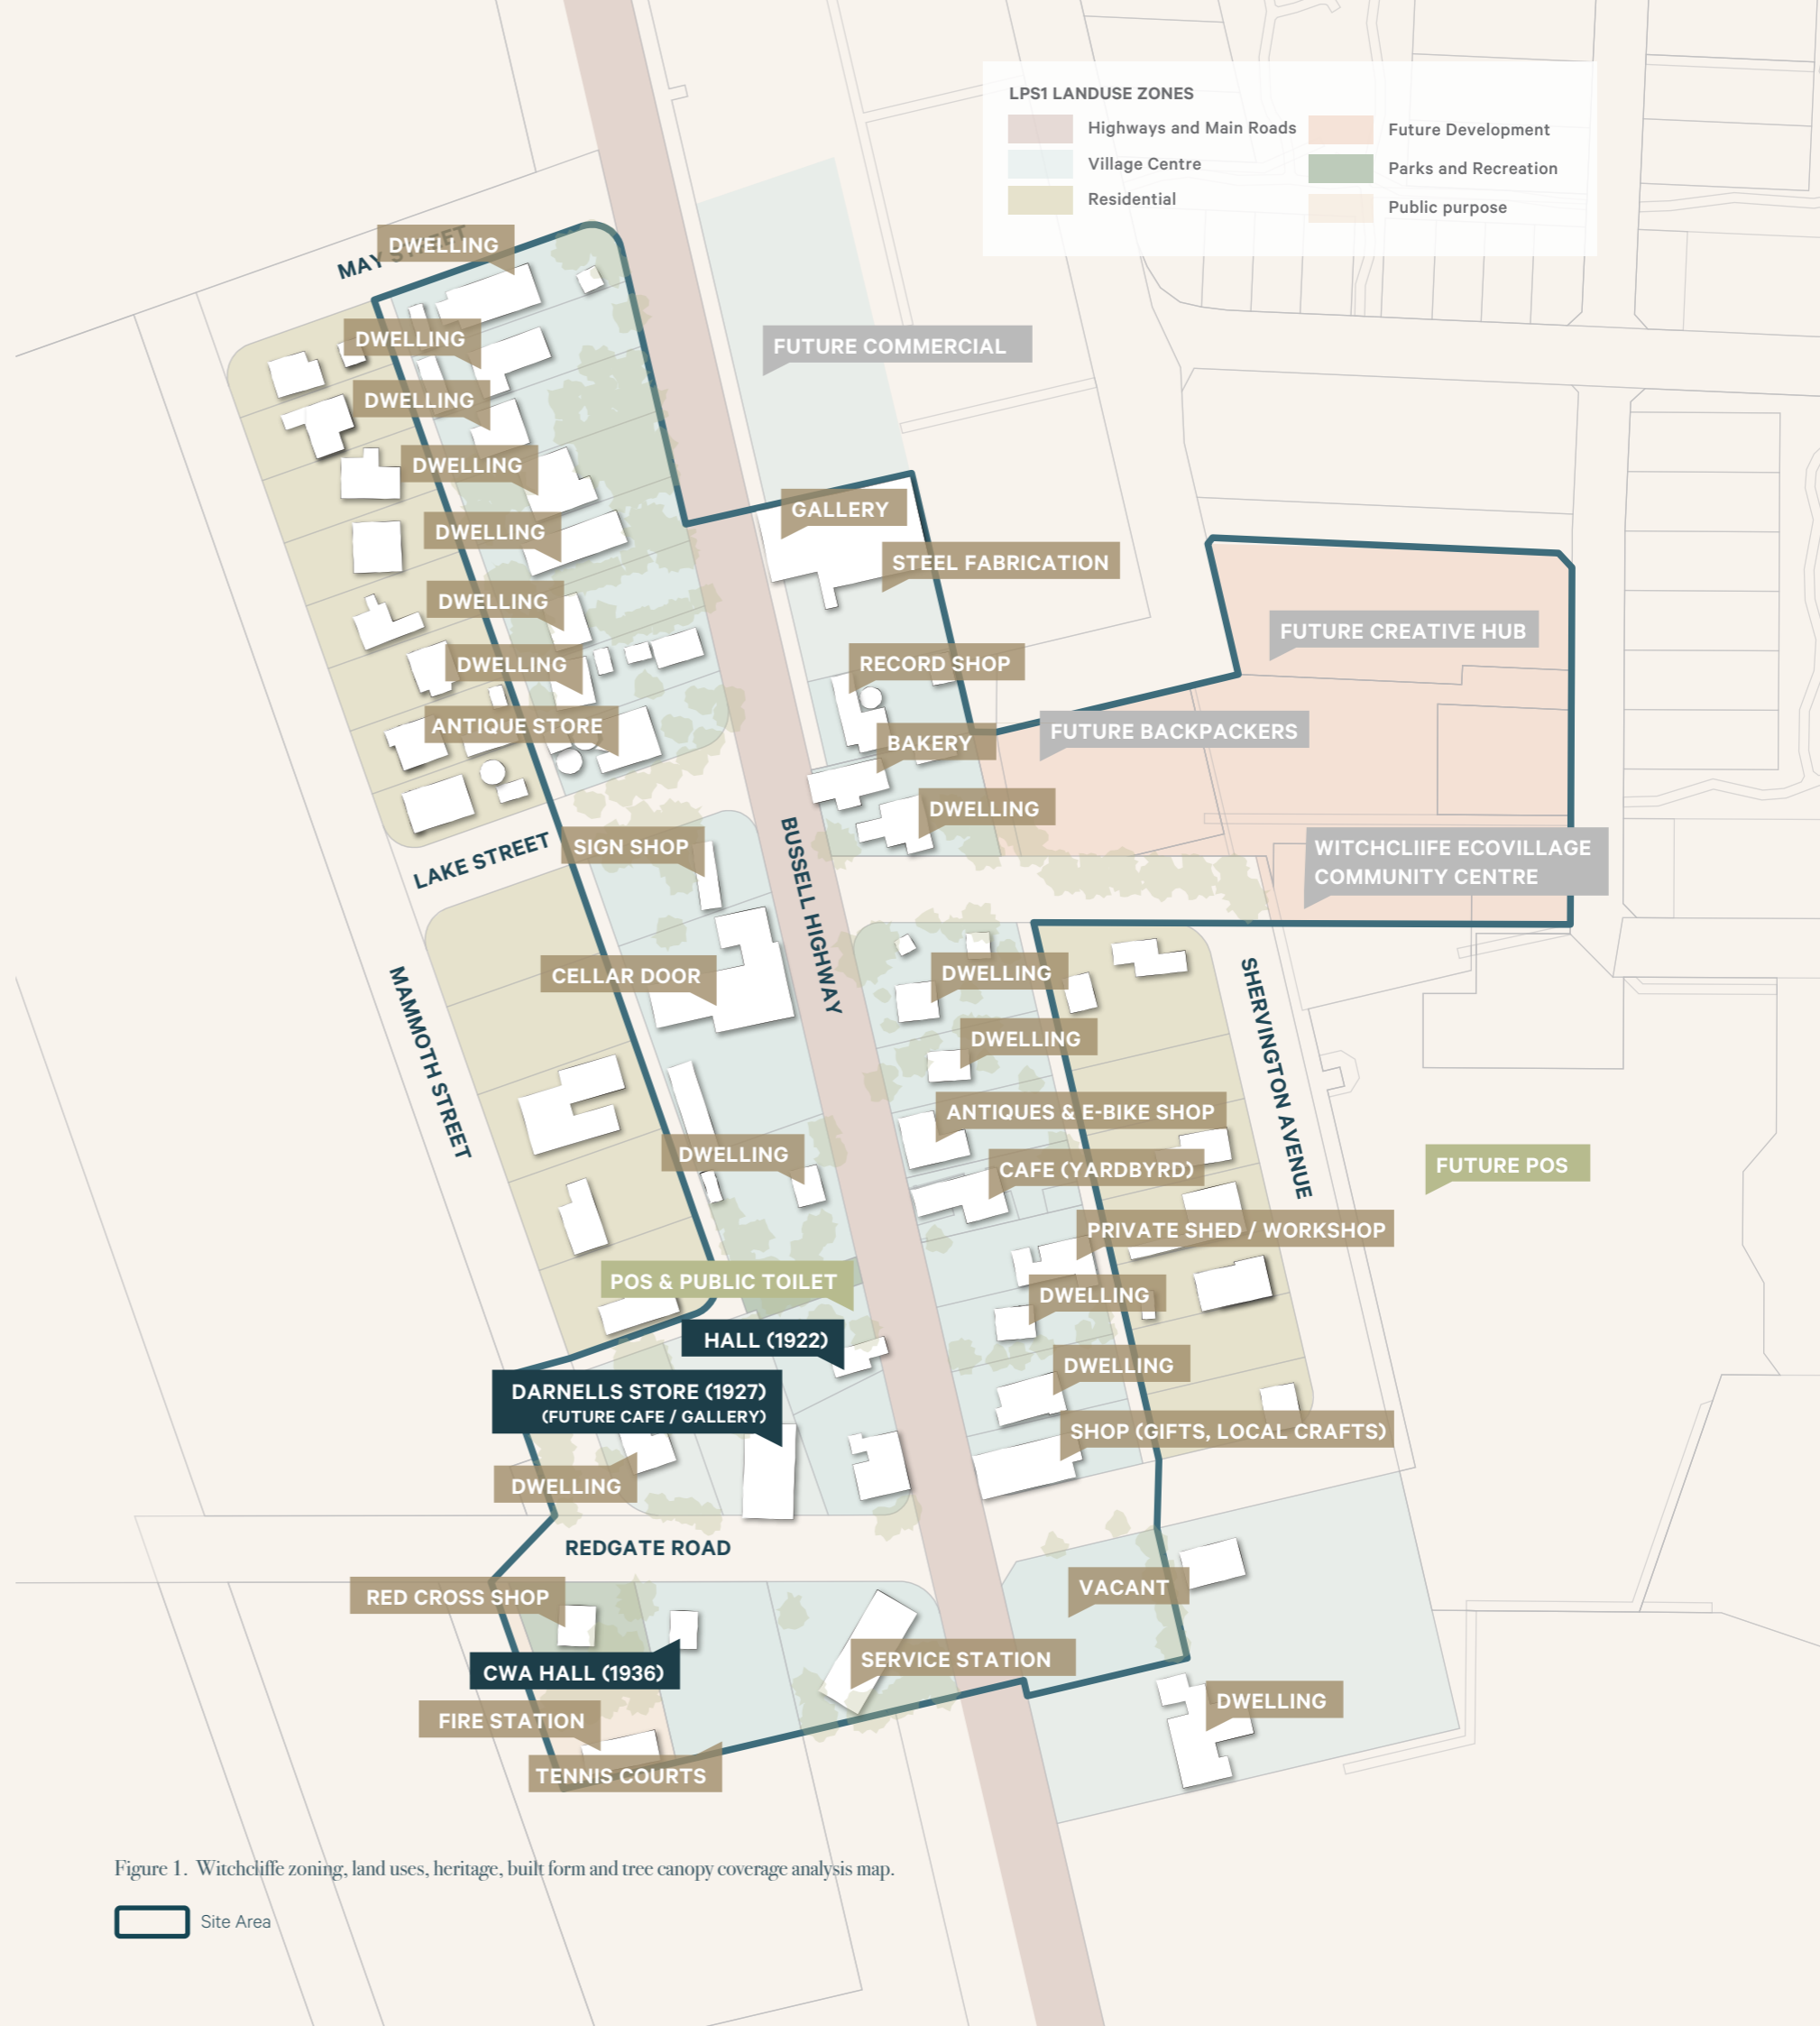 LPS1 LANDUSE ZONES
Highways and Main Roads
Village Centre
Residential
Future Development
Parks and Recreation
Public purpose
MAY STREET
DWELLING
DWELLING
DWELLING
DWELLING
DWELLING
DWELLING
DWELLING
ANTIQUE STORE
FUTURE COMMERCIAL
GALLERY
STEEL FABRICATION
RECORD SHOP
BAKERY
DWELLING
FUTURE CREATIVE HUB
FUTURE BACKPACKERS
WITCHCLIIFE ECOVILLAGE
COMMUNITY CENTRE
LAKE STREET
SIGN SHOP
BUSSELL HIGHWAY
CELLAR DOOR
MAMMOTH STREET
DWELLING
DWELLING
DWELLING
SHERVINGTON AVENUE
ANTIQUES & E-BIKE SHOP
CAFE (YARDBYRD)
FUTURE POS
PRIVATE SHED / WORKSHOP
DWELLING
DWELLING
SHOP (GIFTS, LOCAL CRAFTS)
POS & PUBLIC TOILET
HALL (1922)
DARNELLS STORE (1927)
(FUTURE CAFE / GALLERY)
DWELLING
REDGATE ROAD
RED CROSS SHOP
VACANT
CWA HALL (1936)
SERVICE STATION
FIRE STATION
DWELLING
TENNIS COURTS
Figure 1. Witchcliffe zoning, land uses, heritage, built form and tree canopy coverage analysis map.
Site Area